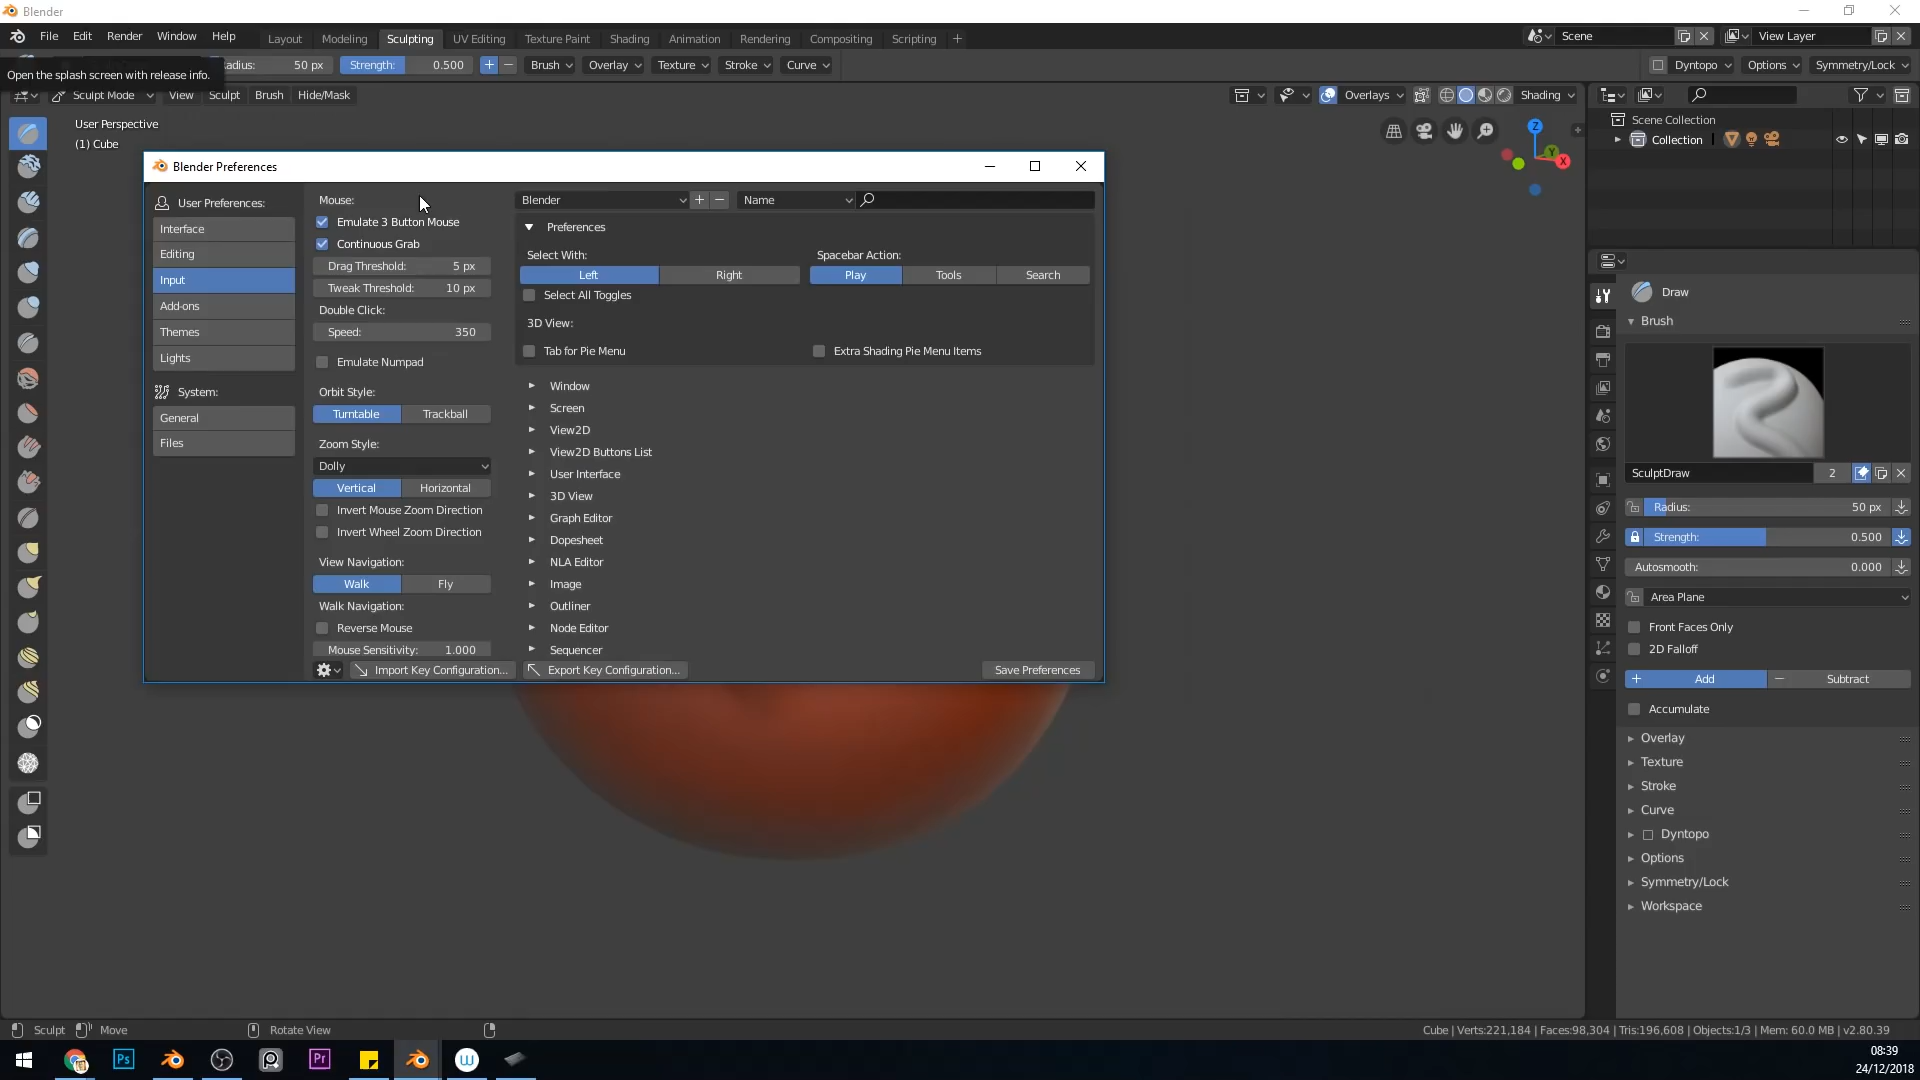 Blender
File Edit Render Window Help Layout Modeling Sculpting UV Editing Texture Paint Shading Animation Rendering Compositing Scripting + Scene View Layer
Open the splash screen with release info. adius: 50 px Strength: 0.500 Brush Overlay Texture Stroke Curve Dyntopo Options Symmetry/Lock
Sculpt Mode View Sculpt Brush Hide/Mask Overlays Shading
User Perspective
(1) Cube
Z
Y
X
Scene Collection
Collection
Blender Preferences
User Preferences:
Interface
Editing
Input
Add-ons
Themes
Lights
System:
General
Files
Mouse:
Emulate 3 Button Mouse
Continuous Grab
Drag Threshold: 5 px
Tweak Threshold: 10 px
Double Click:
Speed: 350
Emulate Numpad
Orbit Style:
Turntable Trackball
Zoom Style:
Dolly
Vertical Horizontal
Invert Mouse Zoom Direction
Invert Wheel Zoom Direction
View Navigation:
Walk Fly
Walk Navigation:
Reverse Mouse
Mouse Sensitivity: 1.000
Blender Name
Preferences
Select With: Spacebar Action:
Left Right Play Tools Search
Select All Toggles
3D View:
Tab for Pie Menu Extra Shading Pie Menu Items
Window
Screen
View2D
View2D Buttons List
User Interface
3D View
Graph Editor
Dopesheet
NLA Editor
Image
Outliner
Node Editor
Sequencer
Import Key Configuration... Export Key Configuration... Save Preferences
Draw
Brush
SculptDraw 2
Radius: 50 px
Strength: 0.500
Autosmooth: 0.000
Area Plane
Front Faces Only
2D Falloff
Add Subtract
Accumulate
Overlay
Texture
Stroke
Curve
Dyntopo
Options
Symmetry/Lock
Workspace
Sculpt Move Rotate View Cube | Verts:221,184 | Faces:98,304 | Tris:196,608 | Objects:1/3 | Mem: 60.0 MB | v2.80.39
Ps Pr W
08:39
24/12/2018